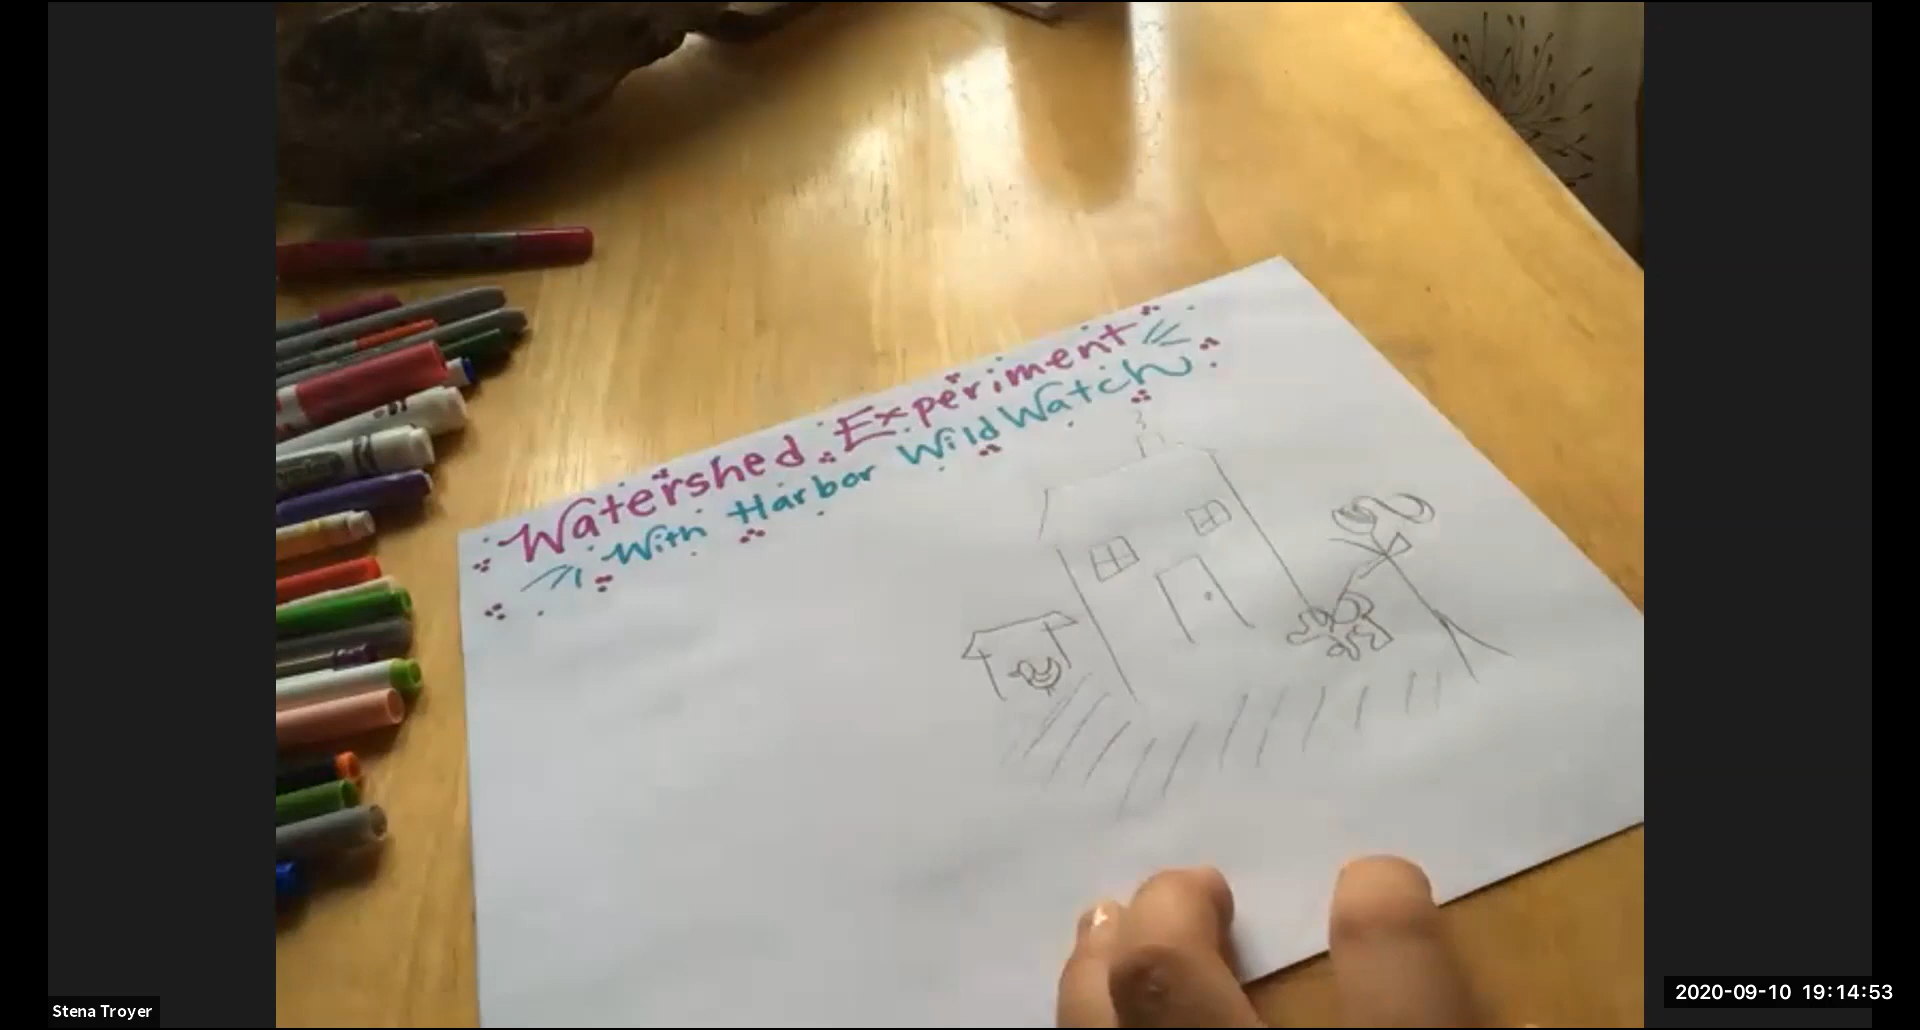 Watershed Experiment
With Harbor WildWatch
Stena Troyer
2020-09-10 19:14:53